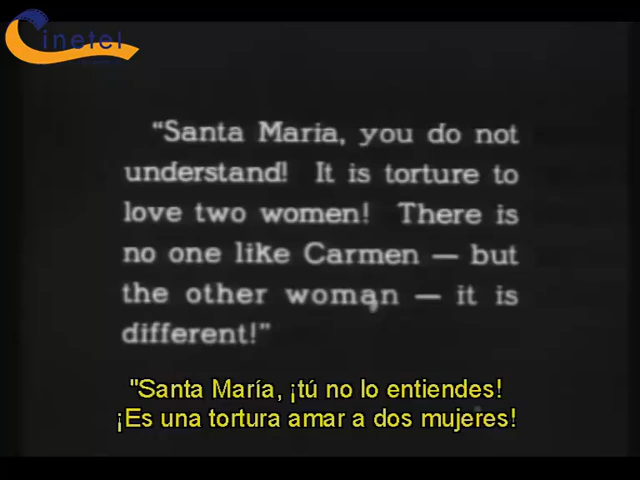 Cinetel
"Santa Maria, you do not
understand! It is torture to
love two women! There is
no one like Carmen — but
the other woman — it is
different!"
"Santa María, ¡tú no lo entiendes!
¡Es una tortura amar a dos mujeres!